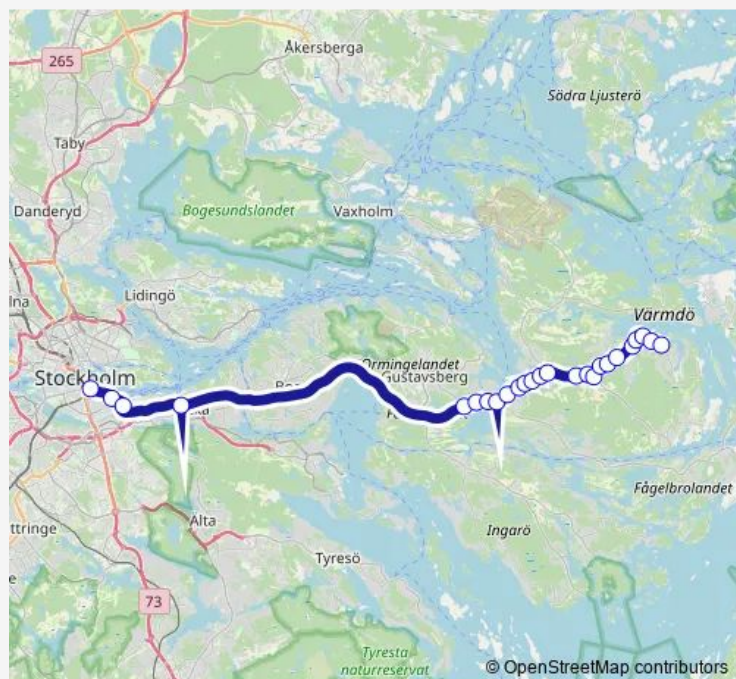 Åkersberga
265
Södra Ljusterö
Täby
Danderyd
Bogesundslandet
Vaxholm
Lidingö
Värmdö
Stockholm
Ormingelandet
Gustavsberg
Fågelbrolandet
Älta
Ingarö
Tyresö
73
Tyresta
naturreservat
© OpenStreetMap contributors